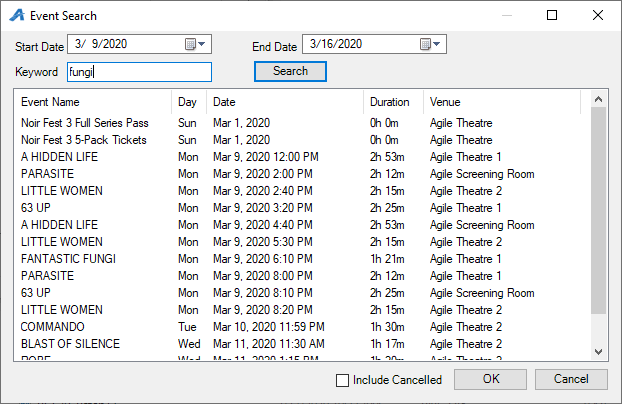 Event Search
Start Date 3/ 9/2020 End Date 3/16/2020
Keyword fungi Search
Event Name Day Date Duration Venue
Noir Fest 3 Full Series Pass Sun Mar 1, 2020 0h 0m Agile Theatre
Noir Fest 3 5-Pack Tickets Sun Mar 1, 2020 0h 0m Agile Theatre
A HIDDEN LIFE Mon Mar 9, 2020 12:00 PM 2h 53m Agile Theatre 1
PARASITE Mon Mar 9, 2020 2:00 PM 2h 12m Agile Screening Room
LITTLE WOMEN Mon Mar 9, 2020 2:40 PM 2h 15m Agile Theatre 2
63 UP Mon Mar 9, 2020 3:20 PM 2h 25m Agile Theatre 1
A HIDDEN LIFE Mon Mar 9, 2020 4:40 PM 2h 53m Agile Screening Room
LITTLE WOMEN Mon Mar 9, 2020 5:30 PM 2h 15m Agile Theatre 2
FANTASTIC FUNGI Mon Mar 9, 2020 6:10 PM 1h 21m Agile Theatre 1
PARASITE Mon Mar 9, 2020 8:00 PM 2h 12m Agile Theatre 1
63 UP Mon Mar 9, 2020 8:10 PM 2h 25m Agile Screening Room
LITTLE WOMEN Mon Mar 9, 2020 8:20 PM 2h 15m Agile Theatre 2
COMMANDO Tue Mar 10, 2020 11:59 PM 1h 30m Agile Theatre 2
BLAST OF SILENCE Wed Mar 11, 2020 11:30 AM 1h 17m Agile Theatre 2
Wed Mar 11, 2020 1:15 PM Agile Theatre 2
Include Cancelled OK Cancel